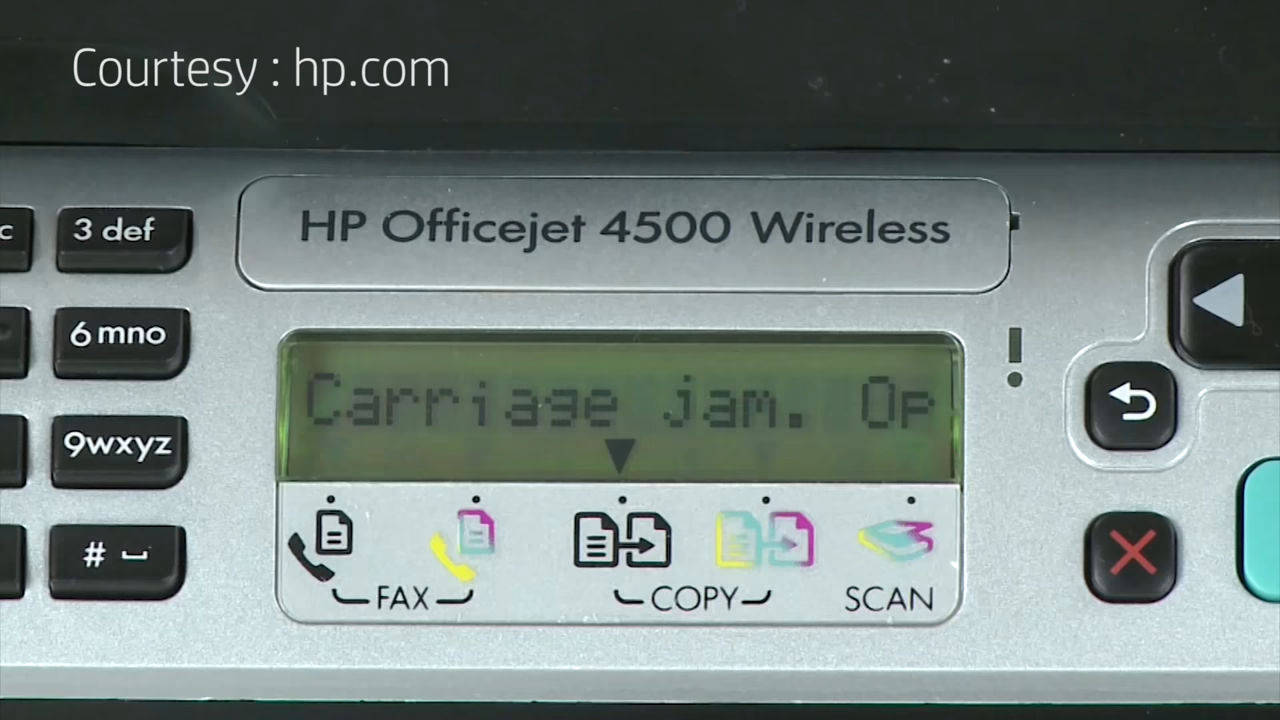 Courtesy : hp.com
HP Officejet 4500 Wireless
c
3 def
6 mno
9wxyz
#
Carriage jam. Op
FAX
COPY
SCAN